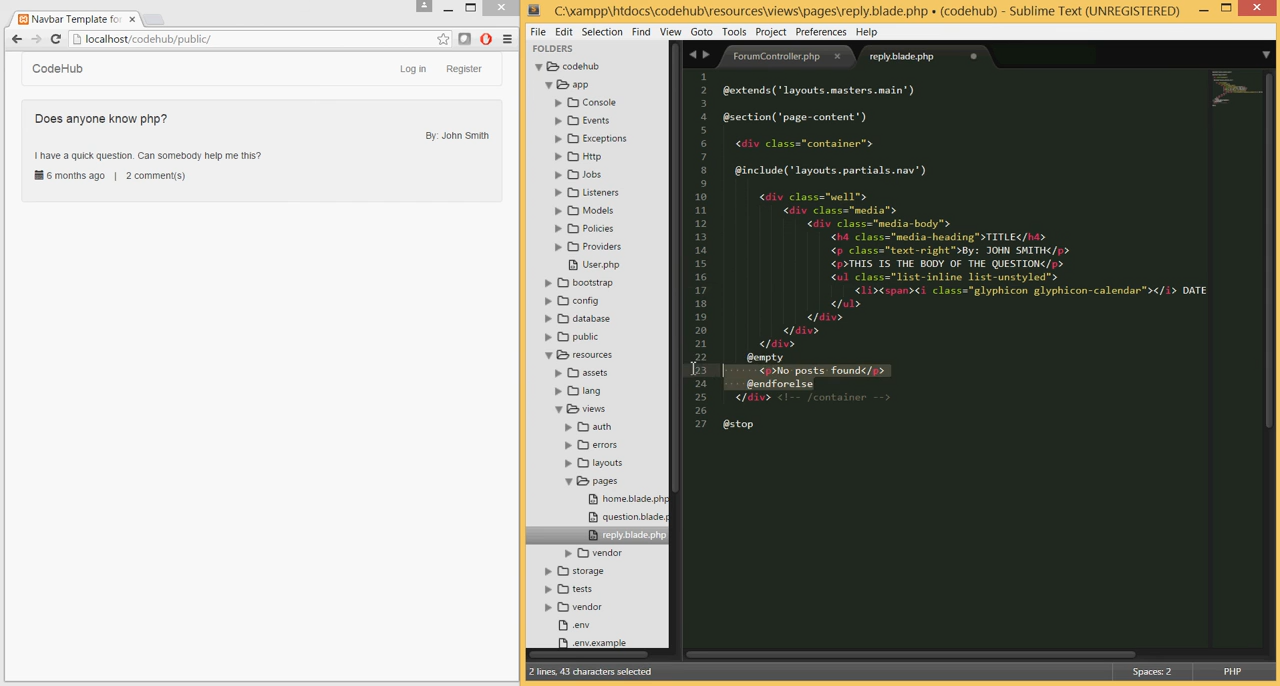 Navbar Template for
localhost/codehub/public/
CodeHub
Log in
Register
Does anyone know php?
By: John Smith
I have a quick question. Can somebody help me this?
6 months ago | 2 comment(s)
C:\xampp\htdocs\codehub\resources\views\pages\reply.blade.php • (codehub) - Sublime Text (UNREGISTERED)
File Edit Selection Find View Goto Tools Project Preferences Help
FOLDERS
codehub
app
Console
Events
Exceptions
Http
Jobs
Listeners
Models
Policies
Providers
User.php
bootstrap
config
database
public
resources
assets
lang
views
auth
errors
layouts
pages
home.blade.php
question.blade.p
reply.blade.php
vendor
storage
tests
vendor
.env
.env.example
ForumController.php
reply.blade.php
1
2 @extends('layouts.masters.main')
3
4 @section('page-content')
5
6 <div class="container">
7
8 @include('layouts.partials.nav')
9
10 <div class="well">
11 <div class="media">
12 <div class="media-body">
13 <h4 class="media-heading">TITLE</h4>
14 <p class="text-right">By: JOHN SMITH</p>
15 <p>THIS IS THE BODY OF THE QUESTION</p>
16 <ul class="list-inline list-unstyled">
17 <li><span><i class="glyphicon glyphicon-calendar"></i> DATE
18 </ul>
19 </div>
20 </div>
21 </div>
22 @empty
23 <p>No posts found</p>
24 @endforelse
25 </div> <!-- /container -->
26
27 @stop
2 lines, 43 characters selected
Spaces: 2
PHP